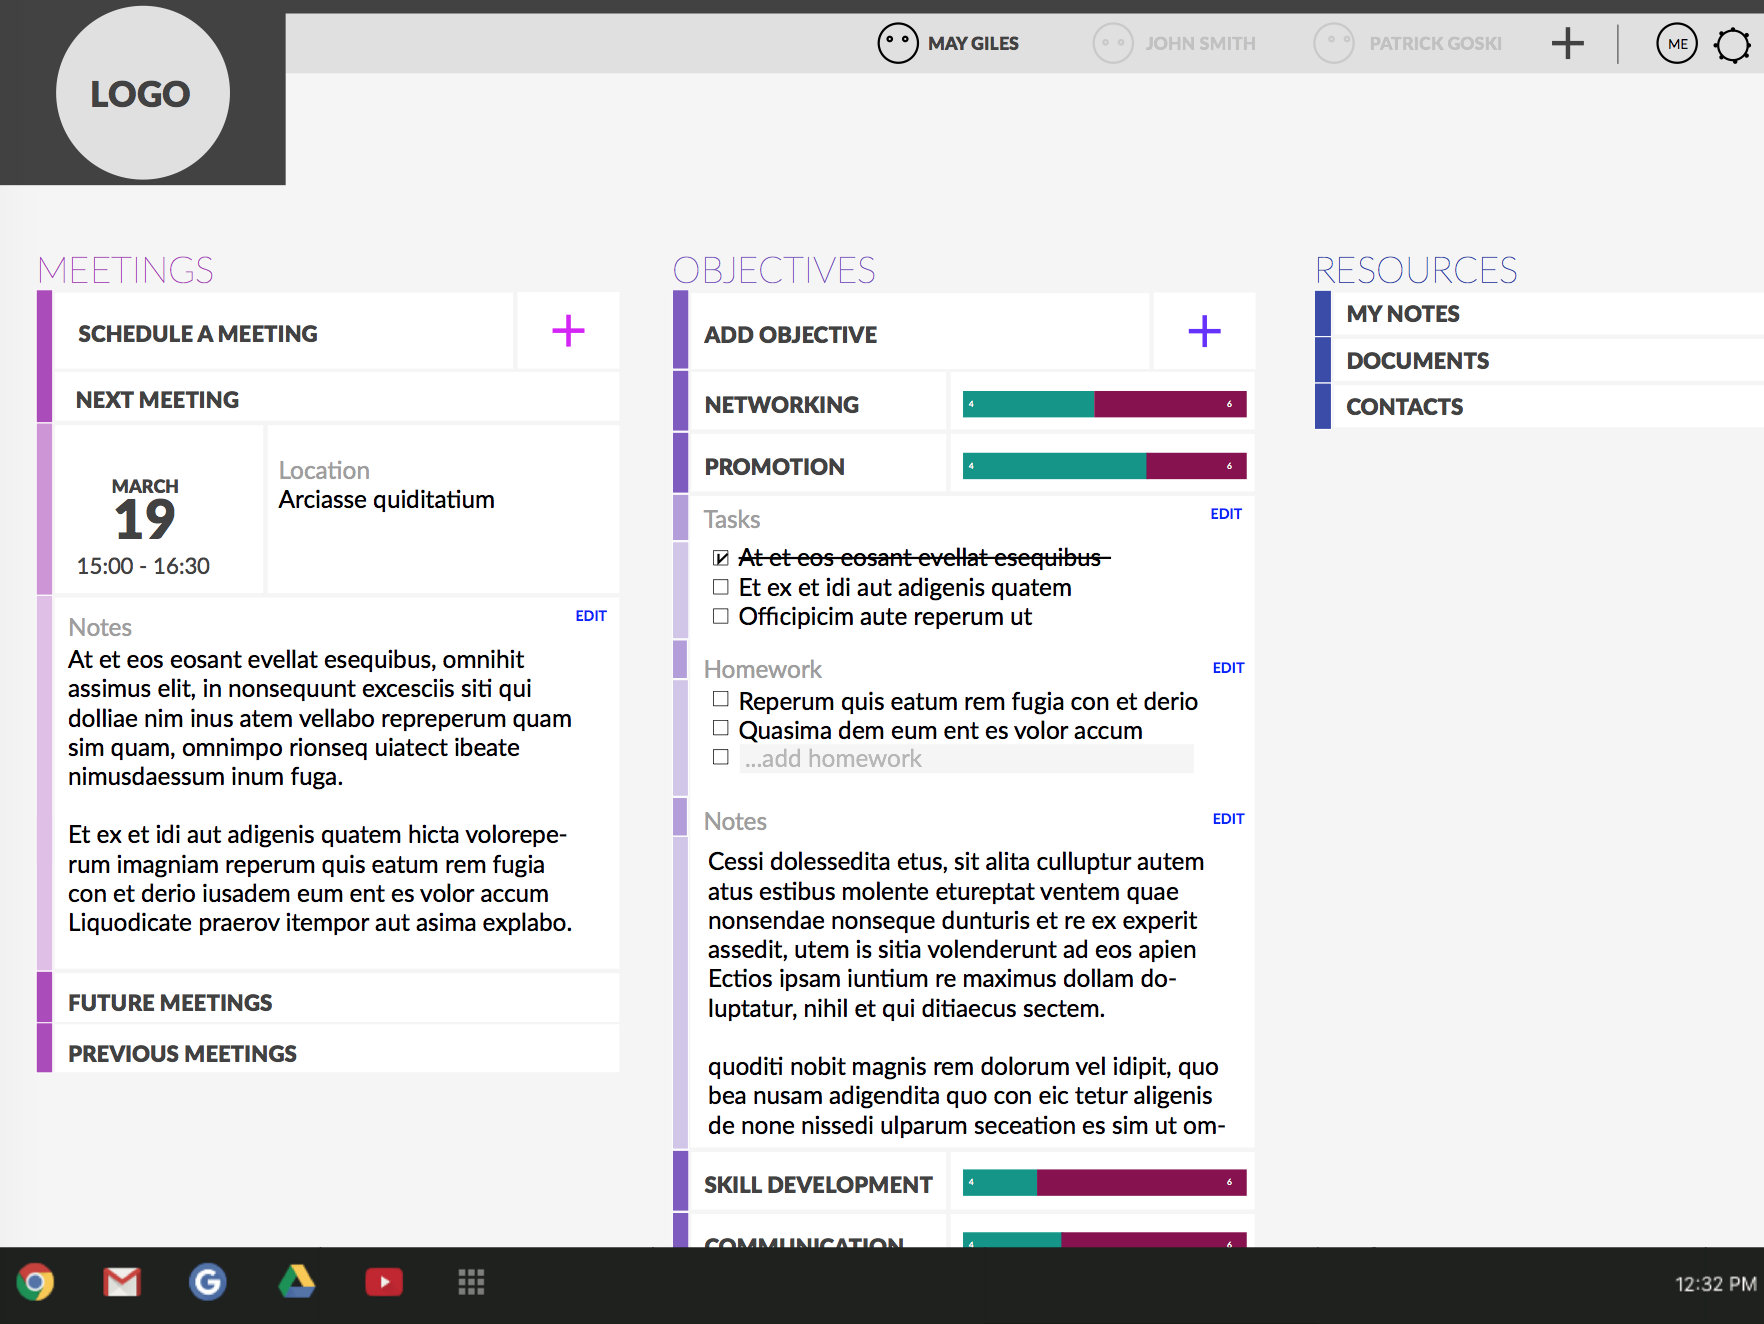 LOGO
MAY GILES
JOHN SMITH
PATRICK GOSKI
ME
MEETINGS
SCHEDULE A MEETING
NEXT MEETING
MARCH
19
15:00 - 16:30
Location
Arciasse quiditatium
Notes
EDIT
At et eos eosant evellat esequibus, omnihit
assimus elit, in nonsequunt excesciis siti qui
dolliae nim inus atem vellabo repreperum quam
sim quam, omnimpo rionseq uiatect ibeate
nimusdaessum inum fuga.
Et ex et idi aut adigenis quatem hicta volorepe-
rum imagniam reperum quis eatum rem fugia
con et derio iusadem eum ent es volor accum
Liquodicate praerov itempor aut asima explabo.
FUTURE MEETINGS
PREVIOUS MEETINGS
OBJECTIVES
ADD OBJECTIVE
NETWORKING
4 6
PROMOTION
4 6
Tasks
EDIT
At et eos eosant evellat esequibus
Et ex et idi aut adigenis quatem
Officipicim aute reperum ut
Homework
EDIT
Reperum quis eatum rem fugia con et derio
Quasima dem eum ent es volor accum
...add homework
Notes
EDIT
Cessi dolessedita etus, sit alita culluptur autem
atus estibus molente etureptat ventem quae
nonsendae nonseque dunturis et re ex experit
assedit, utem is sitia volenderunt ad eos apien
Ectios ipsam iuntium re maximus dollam do-
luptatur, nihil et qui ditiaecus sectem.
quoditi nobit magnis rem dolorum vel idipit, quo
bea nusam adigendita quo con eic tetur aligenis
de none nissedi ulparum seceation es sim ut om-
SKILL DEVELOPMENT
4 6
COMMUNICATION
4 6
RESOURCES
MY NOTES
DOCUMENTS
CONTACTS
12:32 PM